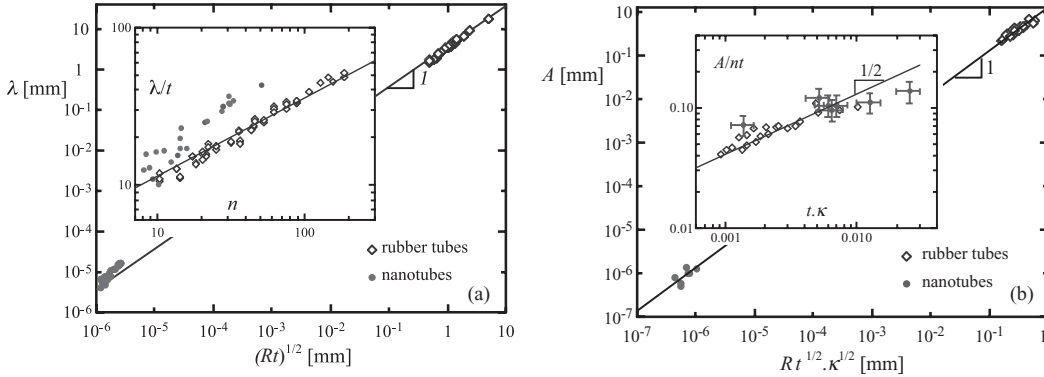 10
λ [mm]
1
10⁻¹
10⁻²
10⁻³
10⁻⁴
10⁻⁵
10⁻⁶
10⁻⁶ 10⁻⁵ 10⁻⁴ 10⁻³ 10⁻² 10⁻¹ 1 10
(Rt)^1/2 [mm]
100
λ/t
10
10 100
n
1
rubber tubes
nanotubes
(a)
10
A [mm]
10⁻¹
10⁻²
10⁻³
10⁻⁴
10⁻⁵
10⁻⁶
10⁻⁷
10⁻⁷ 10⁻⁶ 10⁻⁵ 10⁻⁴ 10⁻³ 10⁻² 10⁻¹ 1
R t^1/2 . κ^1/2 [mm]
A/nt
1/2
0.10
0.01
0.001 0.010
t.κ
1
rubber tubes
nanotubes
(b)